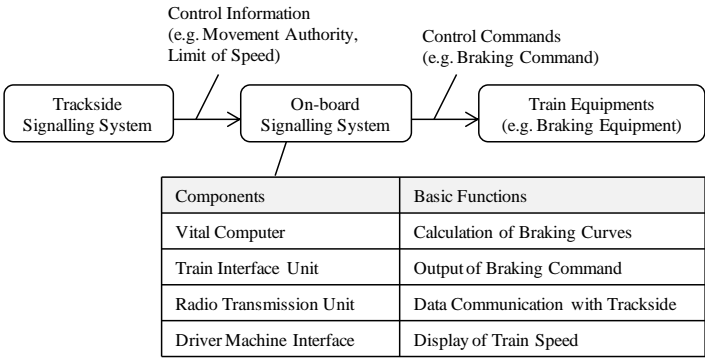 Control Information
(e.g. Movement Authority,
Limit of Speed)
Control Commands
(e.g. Braking Command)
Trackside
Signalling System
On-board
Signalling System
Train Equipments
(e.g. Braking Equipment)
Components Basic Functions
Vital Computer Calculation of Braking Curves
Train Interface Unit Output of Braking Command
Radio Transmission Unit Data Communication with Trackside
Driver Machine Interface Display of Train Speed